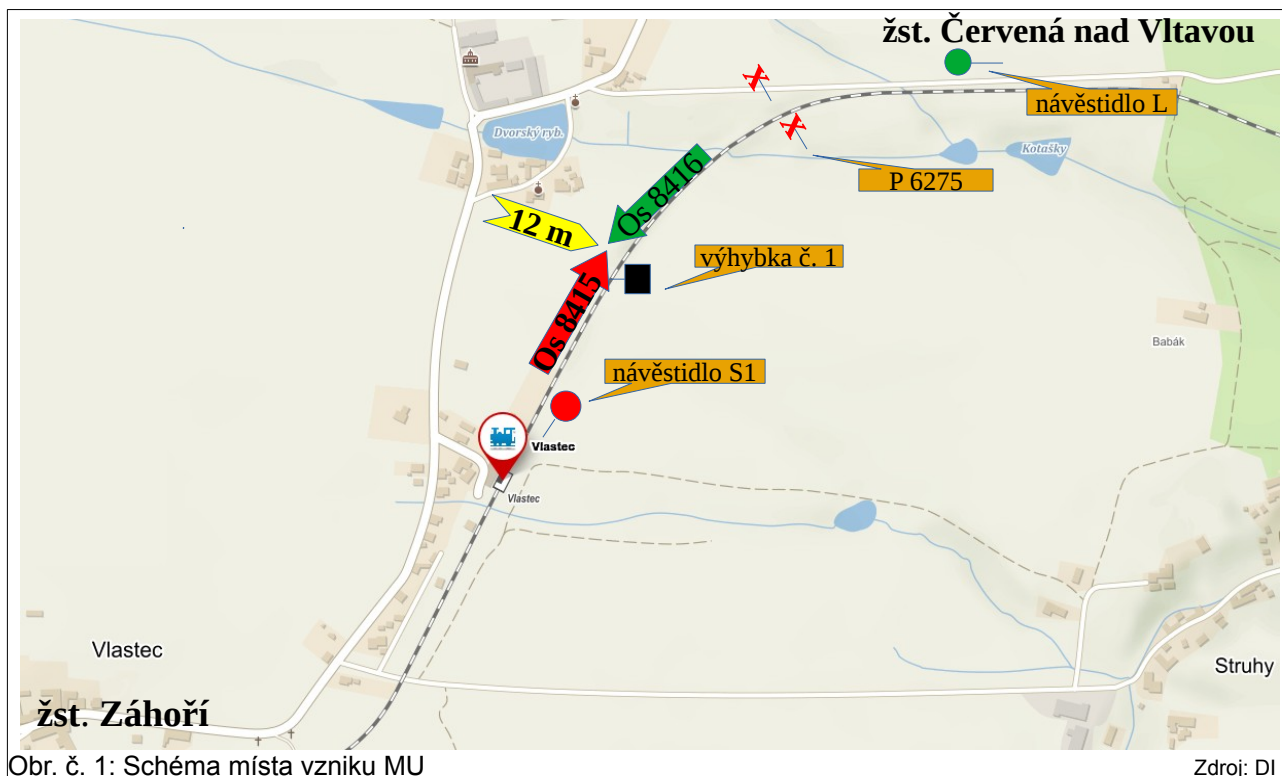 žst. Červená nad Vltavou
návěstidlo L
Dvorský ryb.
Kotašky
P 6275
Os 8416
12 m
výhybka č. 1
Os 8415
Babák
návěstidlo S1
Vlastec
Vlastec
Vlastec
Struhy
žst. Záhoří
Obr. č. 1: Schéma místa vzniku MU
Zdroj: DI